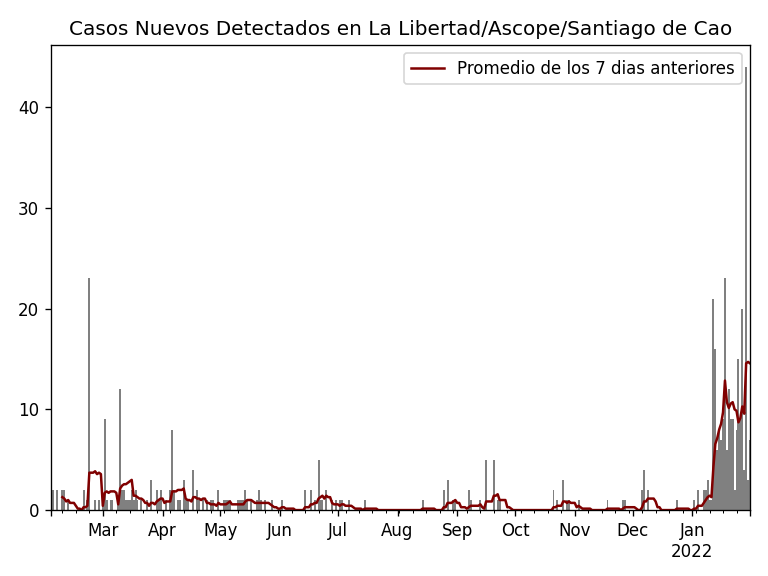 Casos Nuevos Detectados en La Libertad/Ascope/Santiago de Cao
Promedio de los 7 dias anteriores
40
30
20
10
0
Mar Apr May Jun Jul Aug Sep Oct Nov Dec Jan
2022